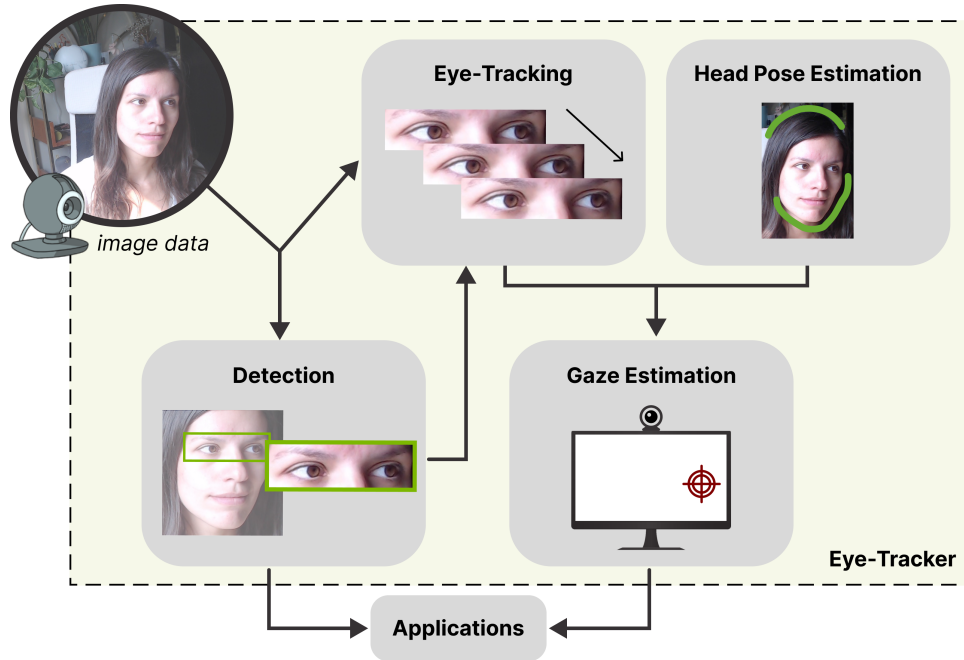 Eye-Tracking
Head Pose Estimation
image data
Detection
Gaze Estimation
Eye-Tracker
Applications